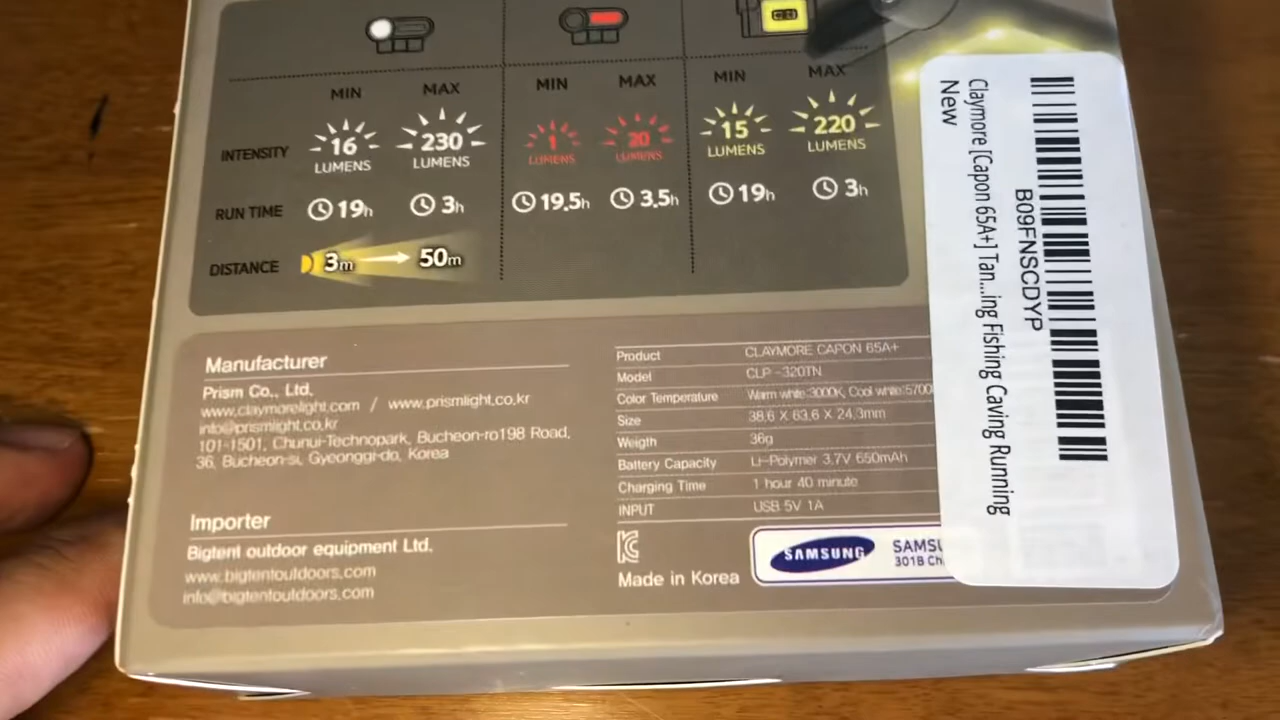 MIN MAX MIN MAX MIN MAX
INTENSITY 16 LUMENS 230 LUMENS 1 LUMENS 20 LUMENS 15 LUMENS 220 LUMENS
RUN TIME 19h 3h 19.5h 3.5h 19h 3h
DISTANCE 3m 50m
Manufacturer
Prism Co., Ltd.
www.claymorelight.com / www.prismlight.co.kr
info@prismlight.co.kr
101-1501, Chunui-Technopark, Bucheon-ro198 Road,
36, Bucheon-si, Gyeonggi-do, Korea
Importer
Bigtent outdoor equipment Ltd.
www.bigtentoutdoors.com
info@bigtentoutdoors.com
Product CLAYMORE CAPON 65A+
Model CLP-320TN
Color Temperature Warm white:3000K, Cool white:5700
Size 38.6 X 63.6 X 24.3mm
Weigth 36g
Battery Capacity Li-Polymer 3.7V 650mAh
Charging Time 1 hour 40 minute
INPUT USB 5V 1A
Made in Korea
SAMSUNG
SAMSU
301B Ch
B09FNSCDYP
Claymore [Capon 65A+] Tan...ing Fishing Caving Running
New